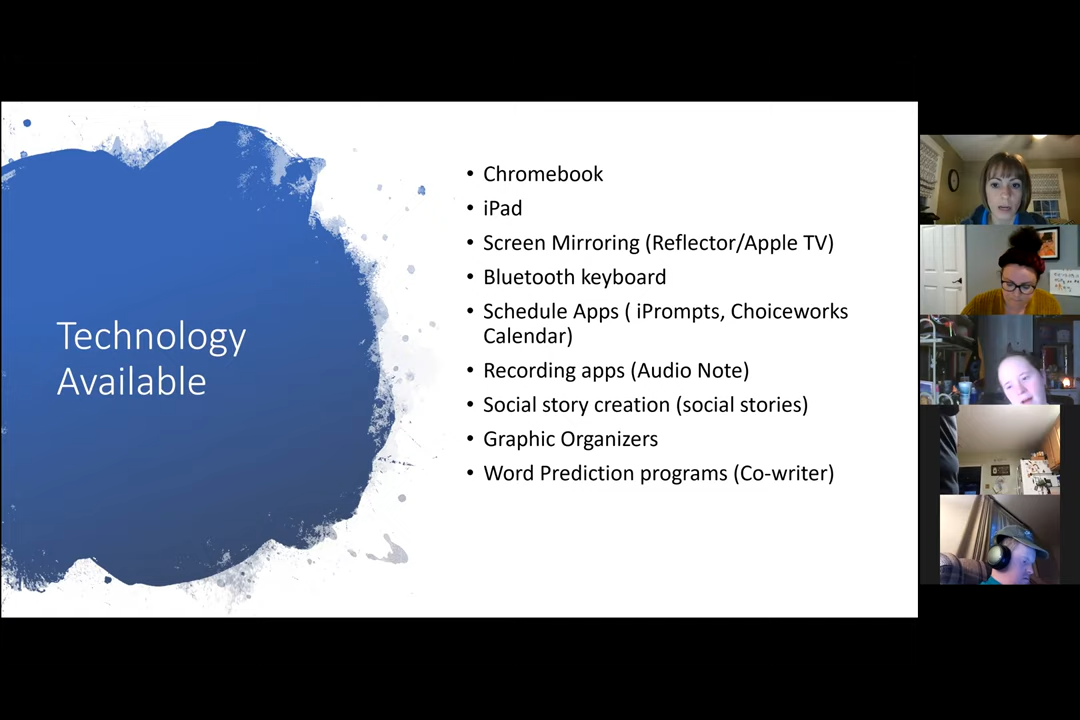 Technology
Available
• Chromebook
• iPad
• Screen Mirroring (Reflector/Apple TV)
• Bluetooth keyboard
• Schedule Apps ( iPrompts, Choiceworks
Calendar)
• Recording apps (Audio Note)
• Social story creation (social stories)
• Graphic Organizers
• Word Prediction programs (Co-writer)